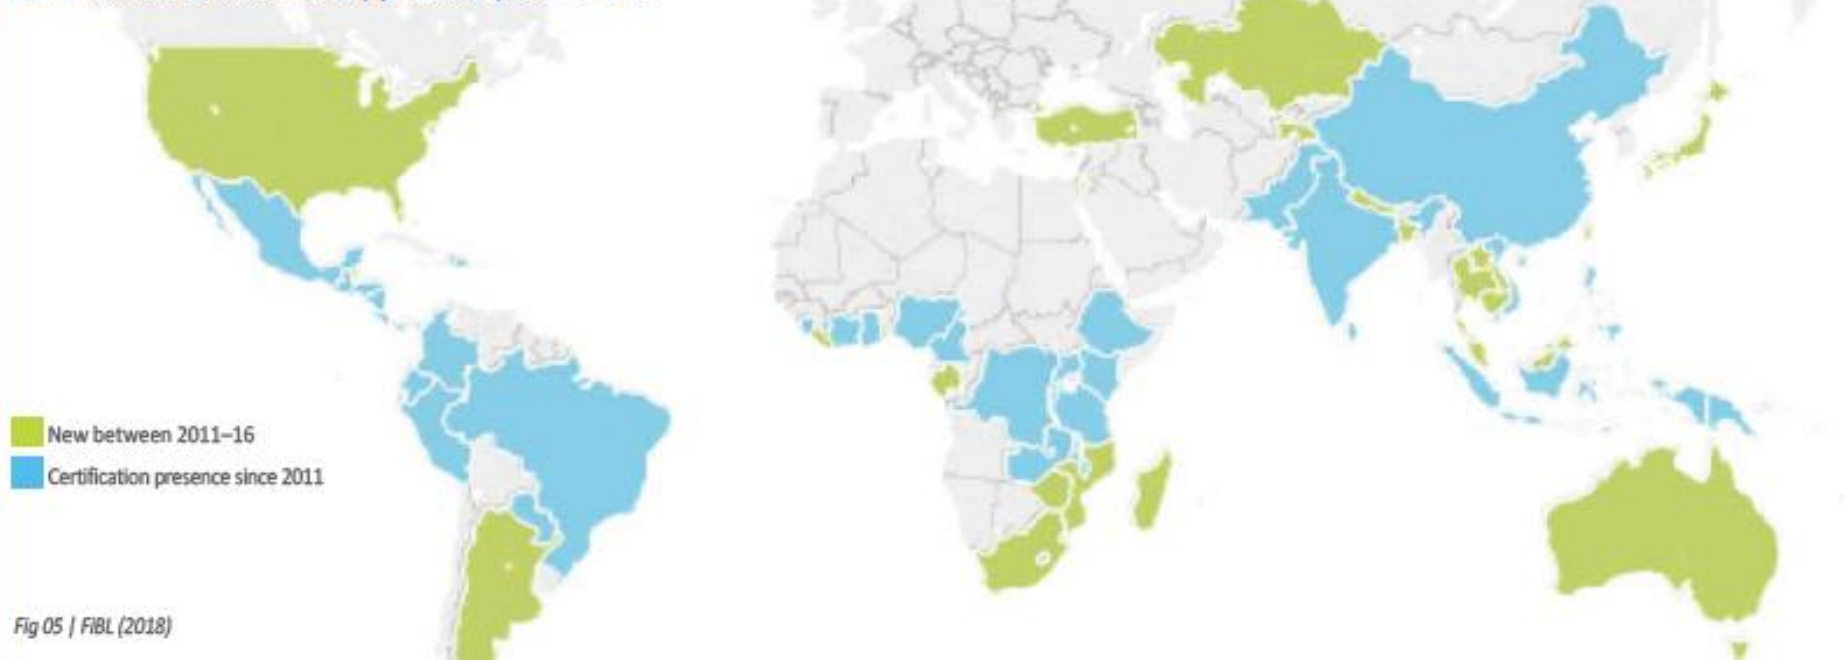 New between 2011–16
Certification presence since 2011
Fig 05 | FiBL (2018)